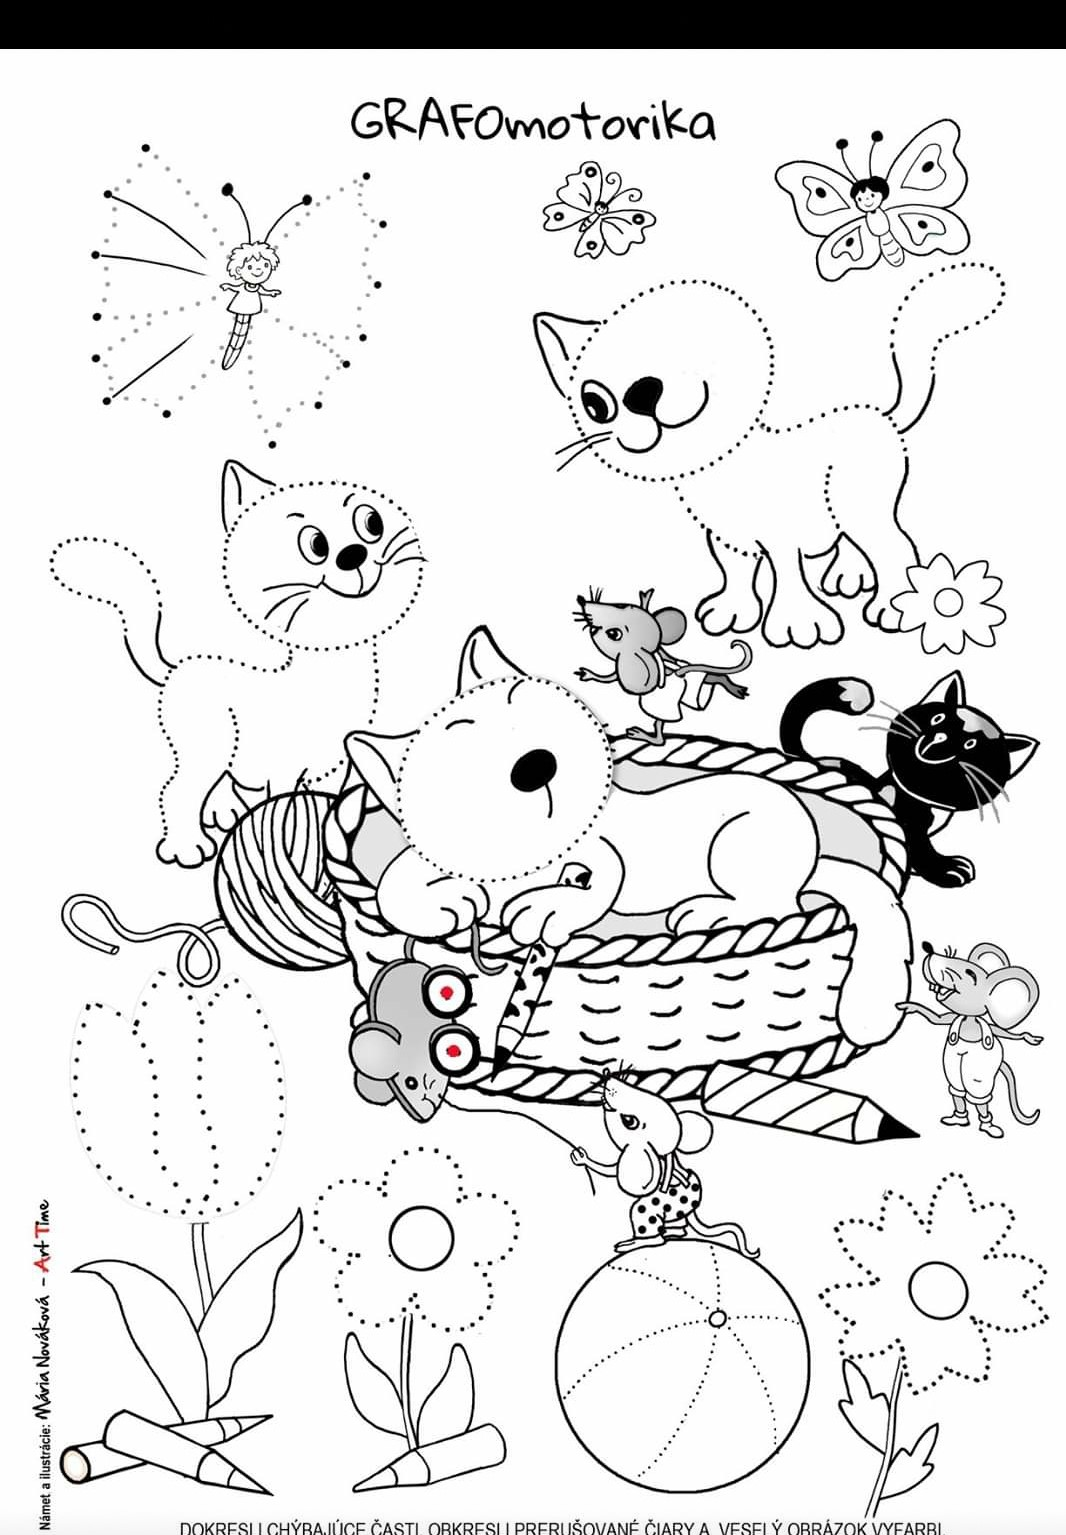 GRAFOmotorika
Námet a ilustrácie: Mária Nováková – Art Time
DOKRESLI CHÝBAJÚCE ČASTI, OBKRESLI PRERUŠOVANÉ ČIARY A VESELÝ OBRÁZOK VYFARBI